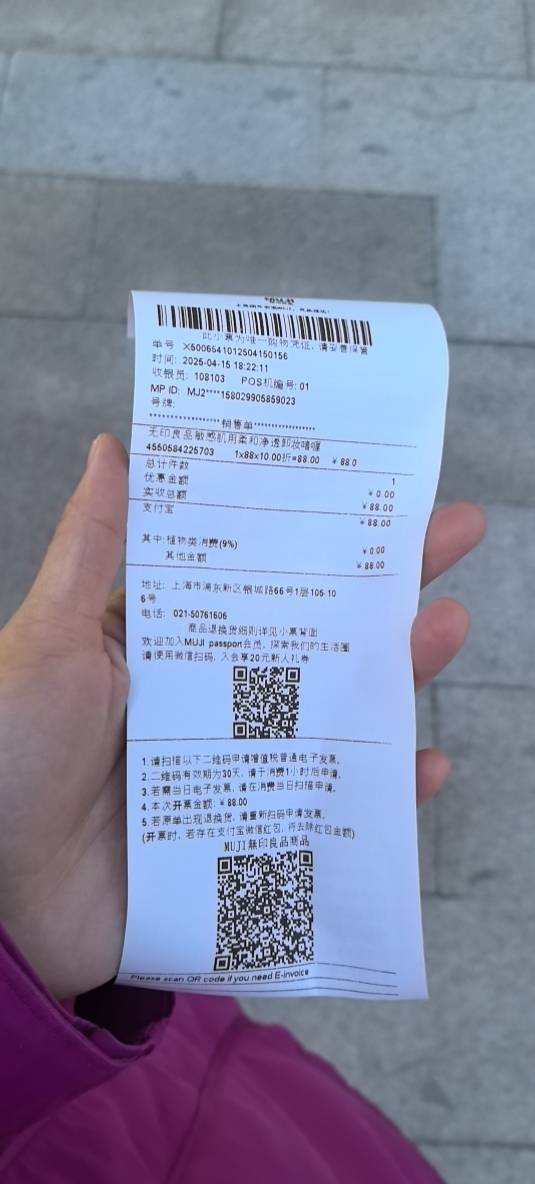 此小票为唯一购物凭证，请妥善保管
单号 X5006541012504150156
时间: 2025-04-15 18:22:11
收银员: 108103 POS机编号: 01
MP ID: MJ2****158029905859023
号牌:
******************销售单******************
无印良品敏感肌用柔和净透卸妆啫喱
4550584225703 1x88x10.00折=88.00 ￥88.0
总计件数 1
优惠金额 ￥0.00
实收总额 ￥88.00
支付宝 ￥88.00
其中:植物类消费(9%) ￥0.00
其他金额 ￥88.00
地址: 上海市浦东新区银城路66号1层105-10
6号
电话: 021-50761606
商品退换货细则详见小票背面
欢迎加入MUJI passport会员，探索我们的生活圈
请使用微信扫码，入会享20元新人礼券
1.请扫描以下二维码申请增值税普通电子发票。
2.二维码有效期为30天，请于消费1小时后申请。
3.若需当日电子发票，请在消费当日扫描申请。
4.本次开票金额: ￥88.00
5.若原单出现退换货，请重新扫码申请发票。
(开票时，若存在支付宝微信红包，将去除红包金额)
MUJI無印良品商品
Please scan QR code if you need E-invoice